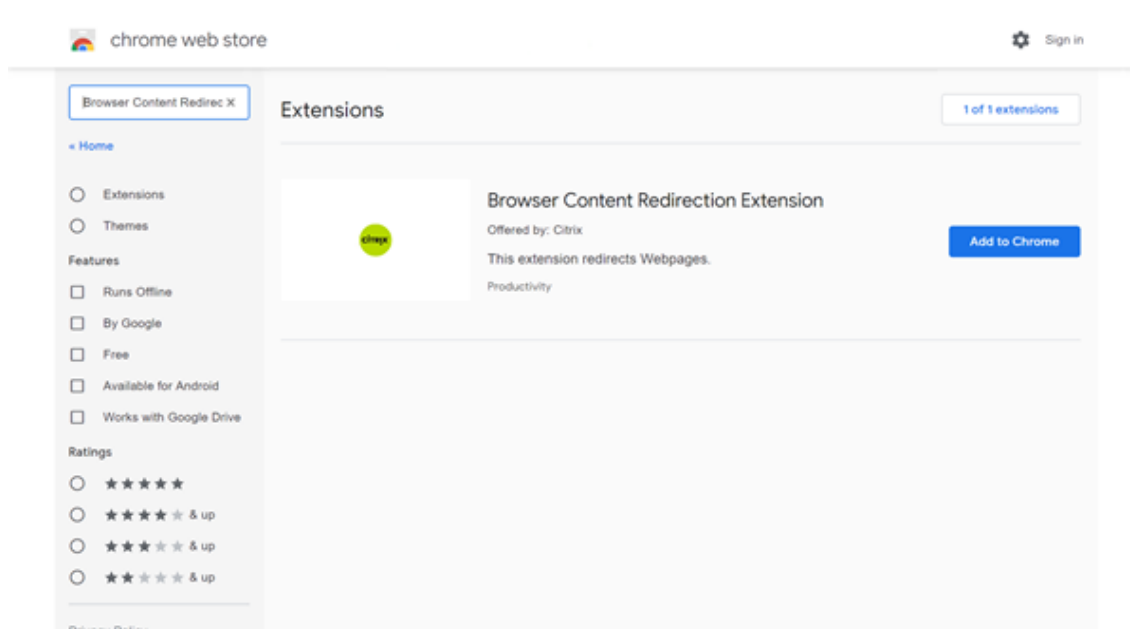 chrome web store
Sign in
Browser Content Redirec ×
« Home
Extensions
Themes
Features
Runs Offline
By Google
Free
Available for Android
Works with Google Drive
Ratings
& up
& up
& up
Privacy Policy
Extensions
1 of 1 extensions
citrix
Browser Content Redirection Extension
Offered by: Citrix
This extension redirects Webpages.
Productivity
Add to Chrome